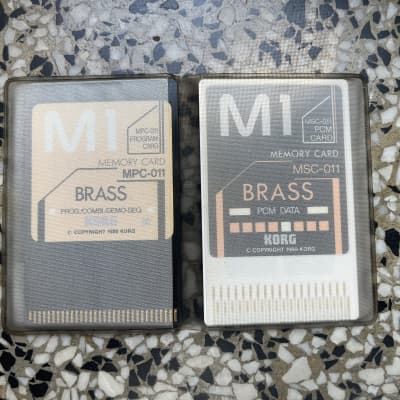 M1
MPC-011
PROGRAM
CARD
MEMORY CARD
MPC-011
BRASS
PROG./COMBI.&DEMO-SEQ.
KORG
© COPYRIGHT 1988 KORG
M1
MSC-011
PCM
CARD
MEMORY CARD
MSC-011
BRASS
PCM DATA
KORG
© COPYRIGHT 1988 KORG